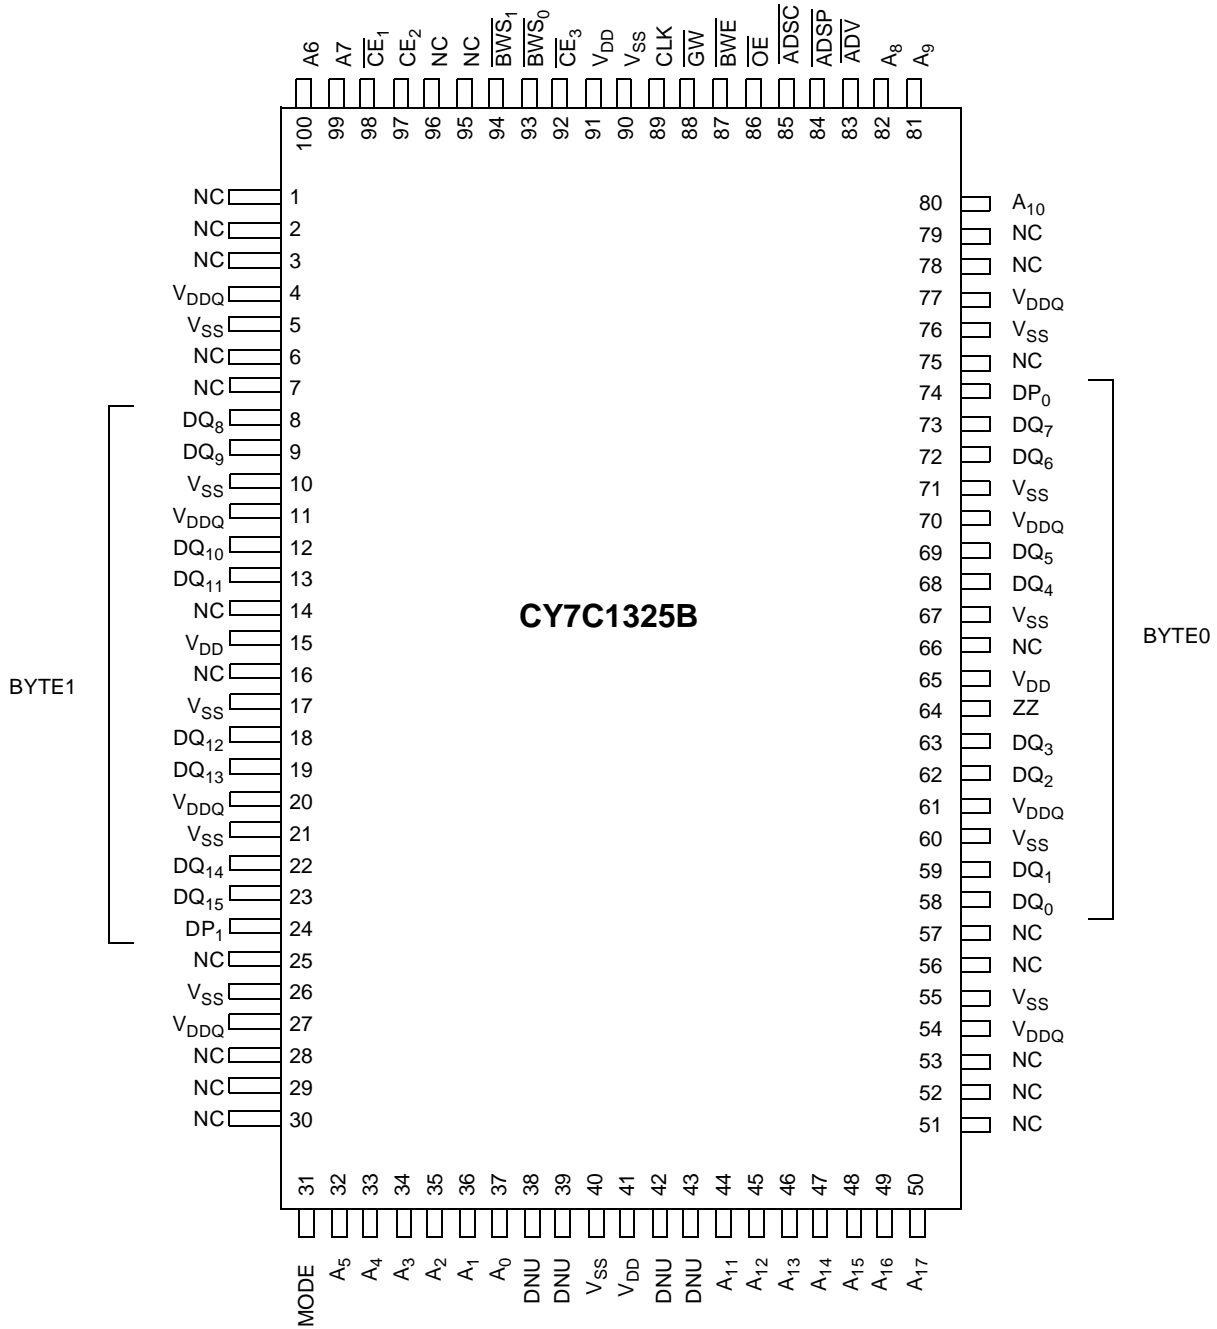 A6 A7 CE1 CE2 NC NC BWS1 BWS0 CE3 VDD VSS CLK GW BWE OE ADSC ADSP ADV A8 A9
100 99 98 97 96 95 94 93 92 91 90 89 88 87 86 85 84 83 82 81
NC 1 80 A10
NC 2 79 NC
NC 3 78 NC
VDDQ 4 77 VDDQ
VSS 5 76 VSS
NC 6 75 NC
NC 7 74 DP0
DQ8 8 73 DQ7
DQ9 9 72 DQ6
VSS 10 71 VSS
VDDQ 11 70 VDDQ
DQ10 12 69 DQ5
DQ11 13 68 DQ4
NC 14 67 VSS
CY7C1325B
VDD 15 66 NC
BYTE0
NC 16 65 VDD
BYTE1
VSS 17 64 ZZ
DQ12 18 63 DQ3
DQ13 19 62 DQ2
VDDQ 20 61 VDDQ
VSS 21 60 VSS
DQ14 22 59 DQ1
DQ15 23 58 DQ0
DP1 24 57 NC
NC 25 56 NC
VSS 26 55 VSS
VDDQ 27 54 VDDQ
NC 28 53 NC
NC 29 52 NC
NC 30 51 NC
31 32 33 34 35 36 37 38 39 40 41 42 43 44 45 46 47 48 49 50
MODE A5 A4 A3 A2 A1 A0 DNU DNU VSS VDD DNU DNU A11 A12 A13 A14 A15 A16 A17